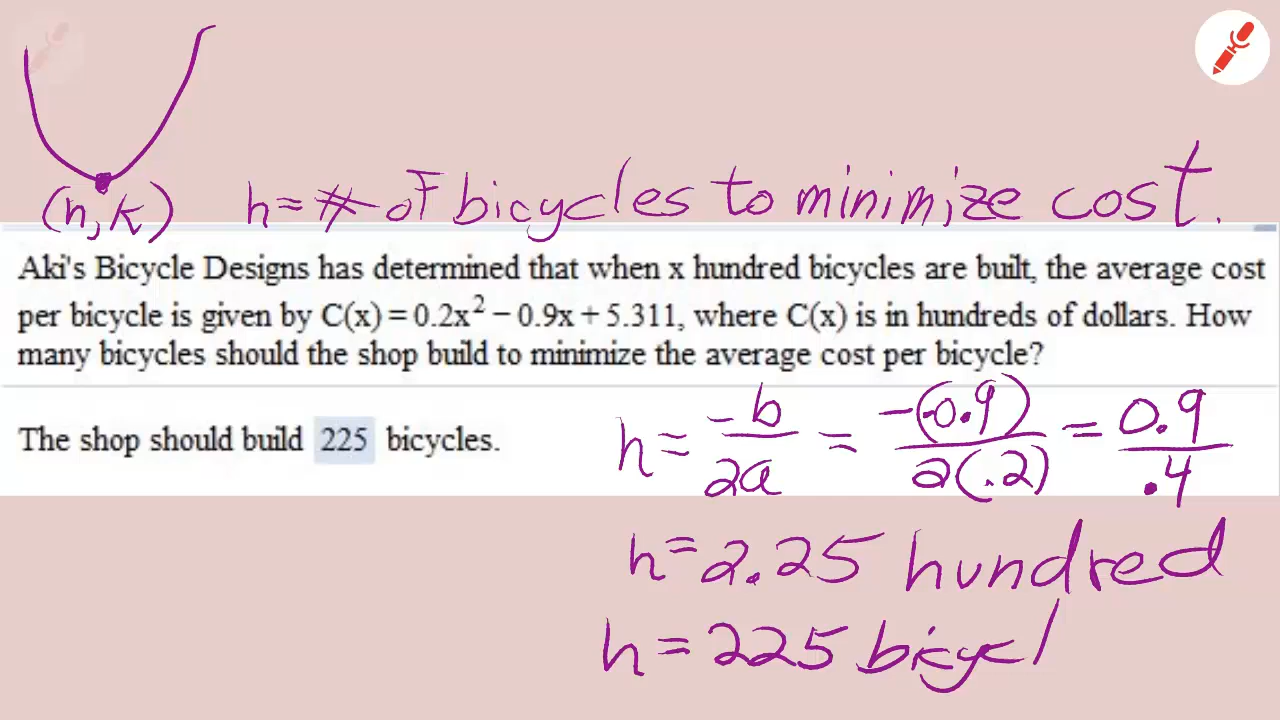 (h,k) h = # of bicycles to minimize cost.
Aki's Bicycle Designs has determined that when x hundred bicycles are built, the average cost
per bicycle is given by C(x) = 0.2x² − 0.9x + 5.311, where C(x) is in hundreds of dollars. How
many bicycles should the shop build to minimize the average cost per bicycle?
The shop should build 225 bicycles.
h = -b/2a = -(-0.9)/2(.2) = 0.9/.4
h = 2.25 hundred
h = 225 bicycl